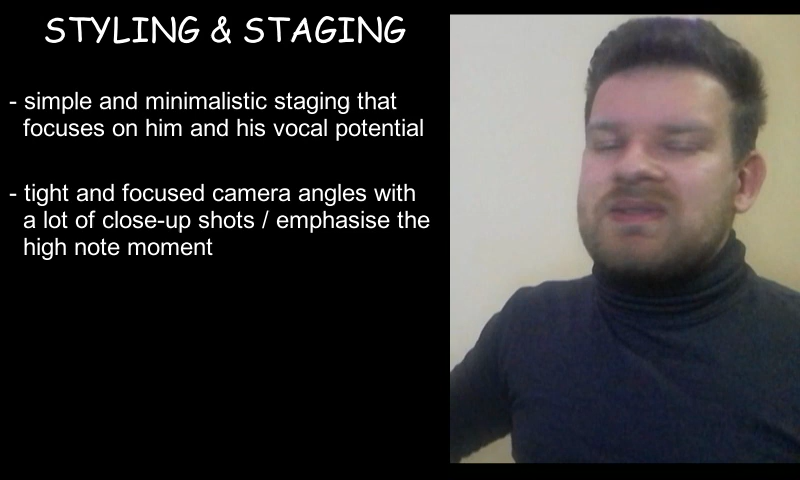 STYLING & STAGING
- simple and minimalistic staging that
focuses on him and his vocal potential
- tight and focused camera angles with
a lot of close-up shots / emphasise the
high note moment